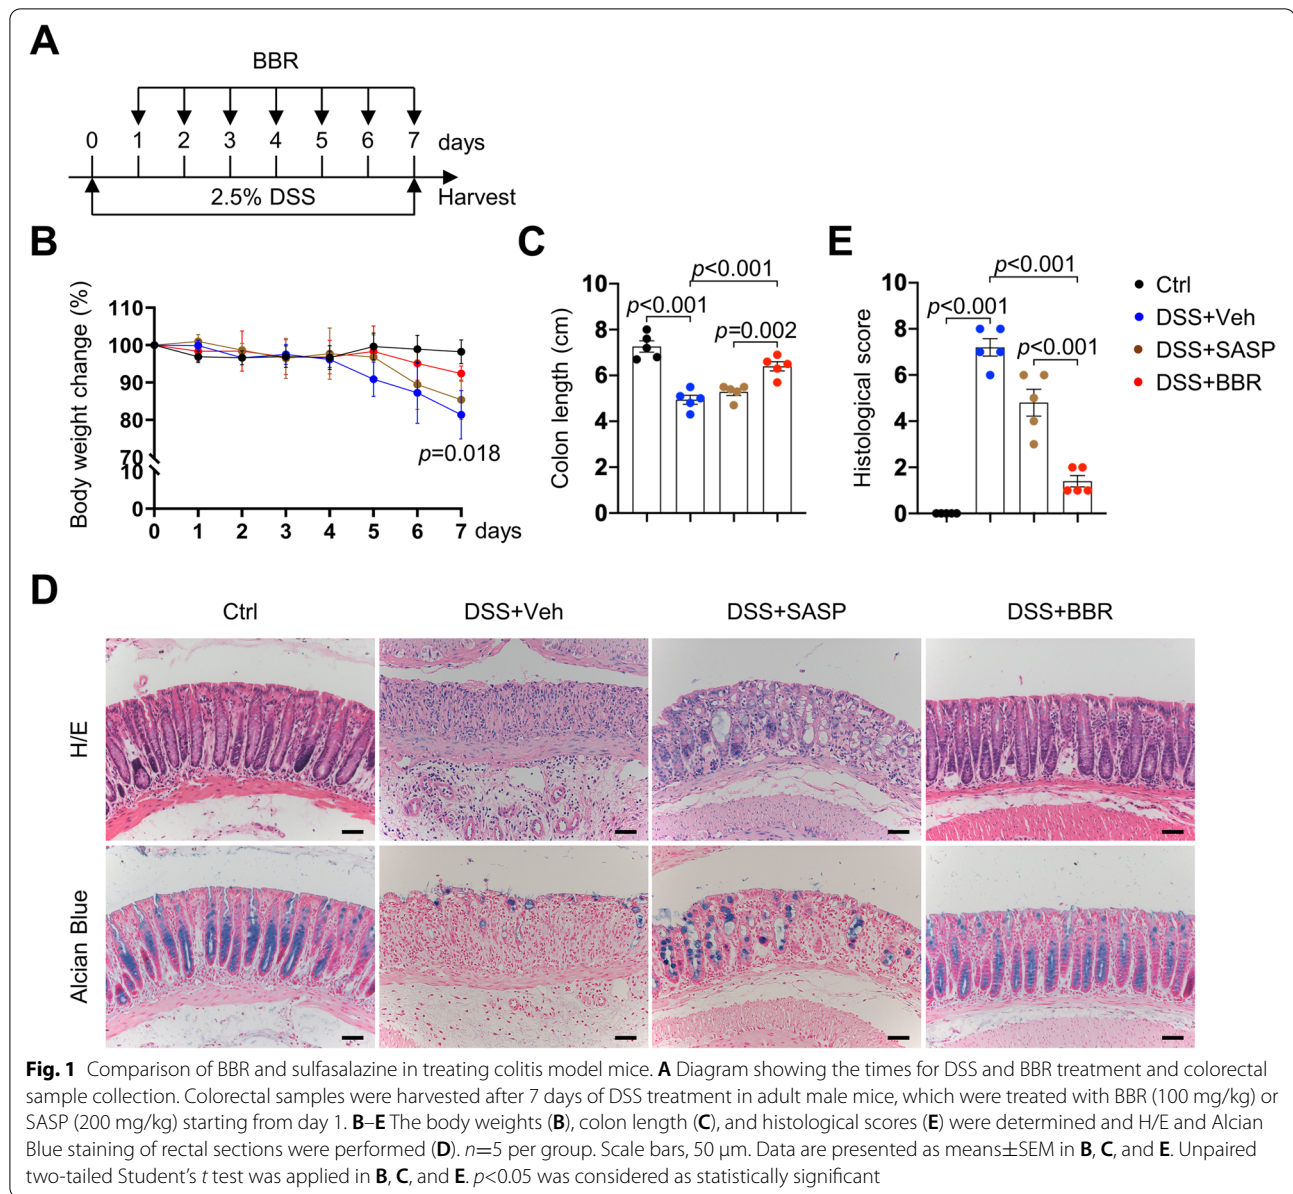 A
BBR
0 1 2 3 4 5 6 7 days
2.5% DSS Harvest
B
Body weight change (%)
110
100
90
80
70
10
0
p=0.018
0 1 2 3 4 5 6 7 days
C
Colon length (cm)
10
8
6
4
2
0
p<0.001
p<0.001
p=0.002
E
Histological score
10
8
6
4
2
0
p<0.001
p<0.001
p<0.001
Ctrl
DSS+Veh
DSS+SASP
DSS+BBR
D
Ctrl DSS+Veh DSS+SASP DSS+BBR
H/E
Alcian Blue
Fig. 1 Comparison of BBR and sulfasalazine in treating colitis model mice. A Diagram showing the times for DSS and BBR treatment and colorectal
sample collection. Colorectal samples were harvested after 7 days of DSS treatment in adult male mice, which were treated with BBR (100 mg/kg) or
SASP (200 mg/kg) starting from day 1. B–E The body weights (B), colon length (C), and histological scores (E) were determined and H/E and Alcian
Blue staining of rectal sections were performed (D). n=5 per group. Scale bars, 50 μm. Data are presented as means±SEM in B, C, and E. Unpaired
two-tailed Student's t test was applied in B, C, and E. p<0.05 was considered as statistically significant